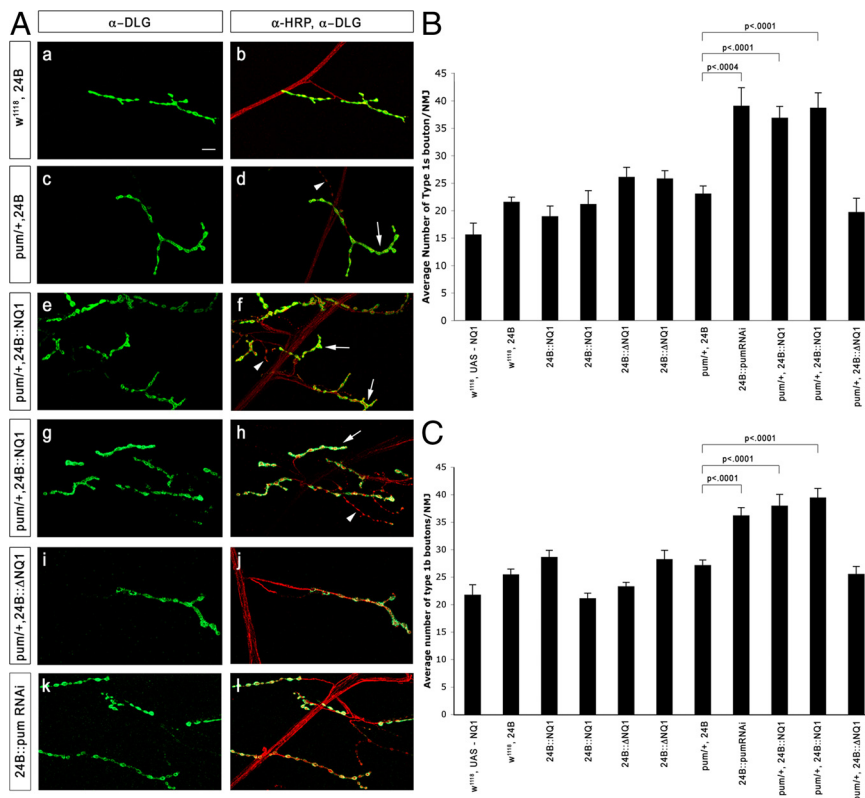 A
α-DLG
α-HRP, α-DLG
w1118, 24B
a
b
pum/+,24B
c
d
pum/+,24B::NQ1
e
f
pum/+,24B::NQ1
g
h
pum/+,24B::ΔNQ1
i
j
24B::pum RNAi
k
l
B
p<.0001
p<.0001
p<.0004
Average Number of Type 1s bouton/NMJ
45
40
35
30
25
20
15
10
5
0
w1118, UAS - NQ1
w1118, 24B
24B::NQ1
24B::NQ1
24B::ΔNQ1
24B::ΔNQ1
pum/+, 24B
24B::pumRNAi
pum/+, 24B::NQ1
pum/+, 24B::NQ1
pum/+, 24B::ΔNQ1
C
p<.0001
p<.0001
p<.0001
Average number of type 1b boutons/NMJ
45
40
35
30
25
20
15
10
5
0
w1118, UAS - NQ1
w1118, 24B
24B::NQ1
24B::NQ1
24B::ΔNQ1
24B::ΔNQ1
pum/+, 24B
24B::pumRNAi
pum/+, 24B::NQ1
pum/+, 24B::NQ1
pum/+, 24B::ΔNQ1